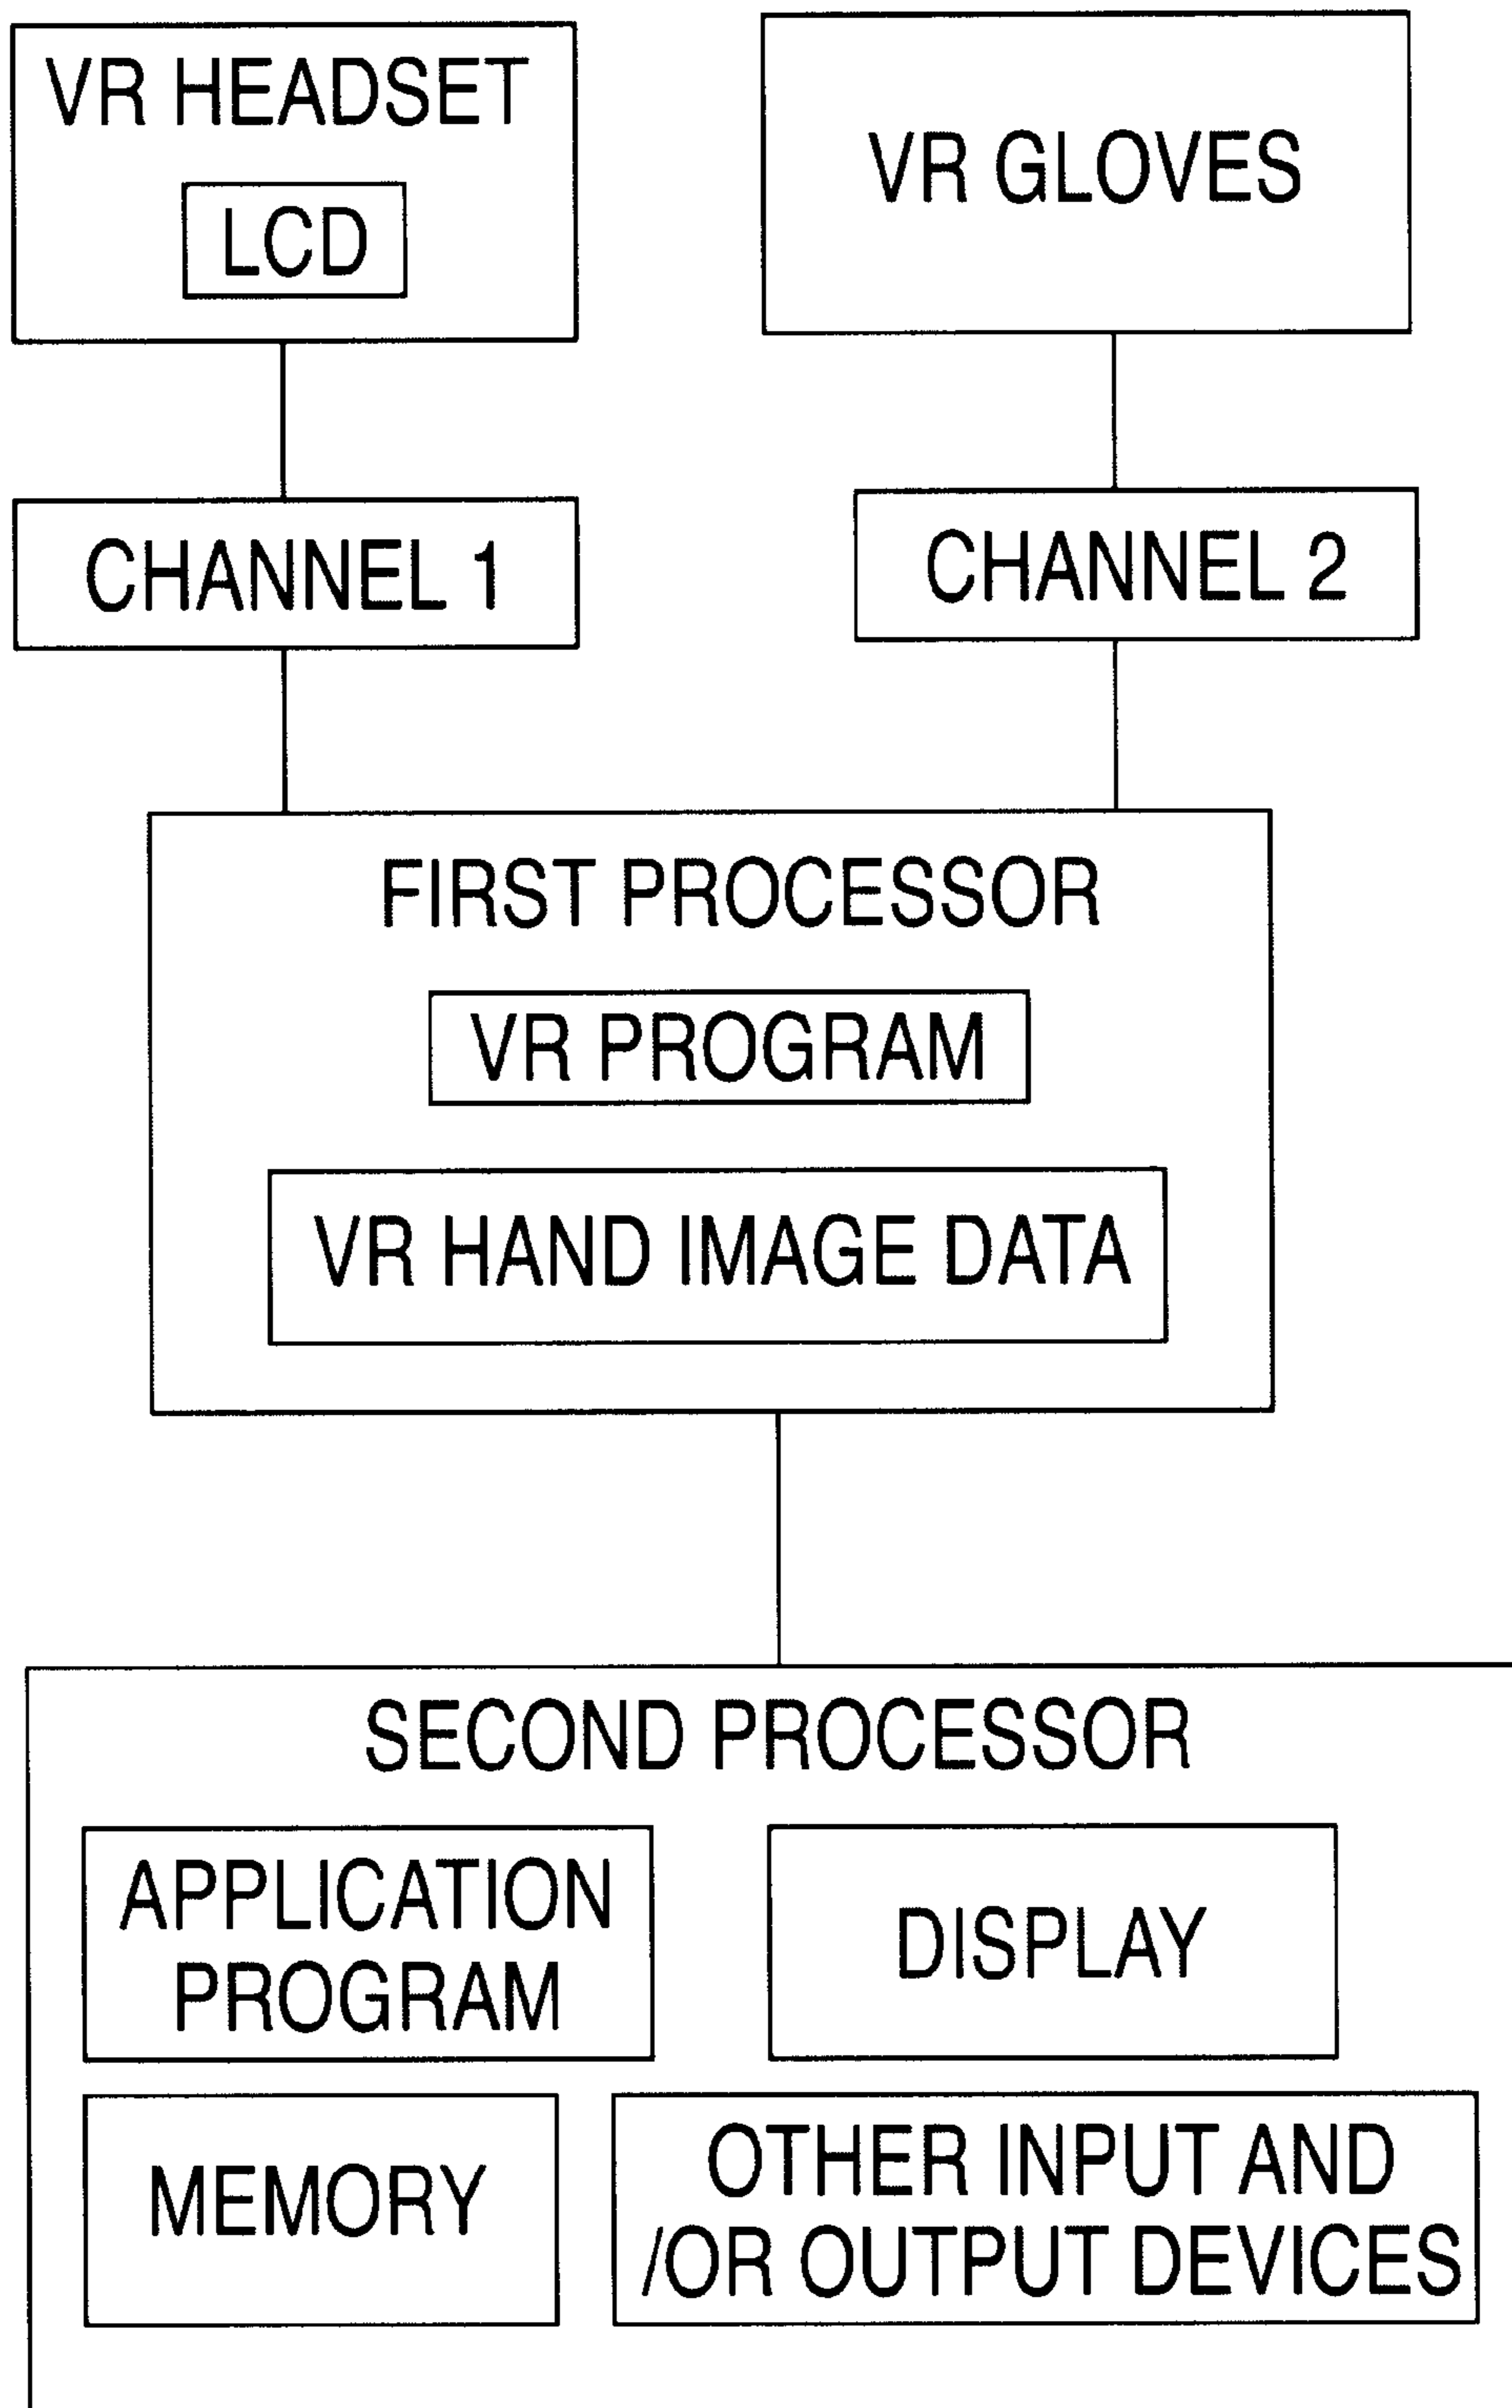 VR HEADSET
LCD
VR GLOVES
CHANNEL 1
CHANNEL 2
FIRST PROCESSOR
VR PROGRAM
VR HAND IMAGE DATA
SECOND PROCESSOR
APPLICATION
PROGRAM
DISPLAY
MEMORY
OTHER INPUT AND
/OR OUTPUT DEVICES